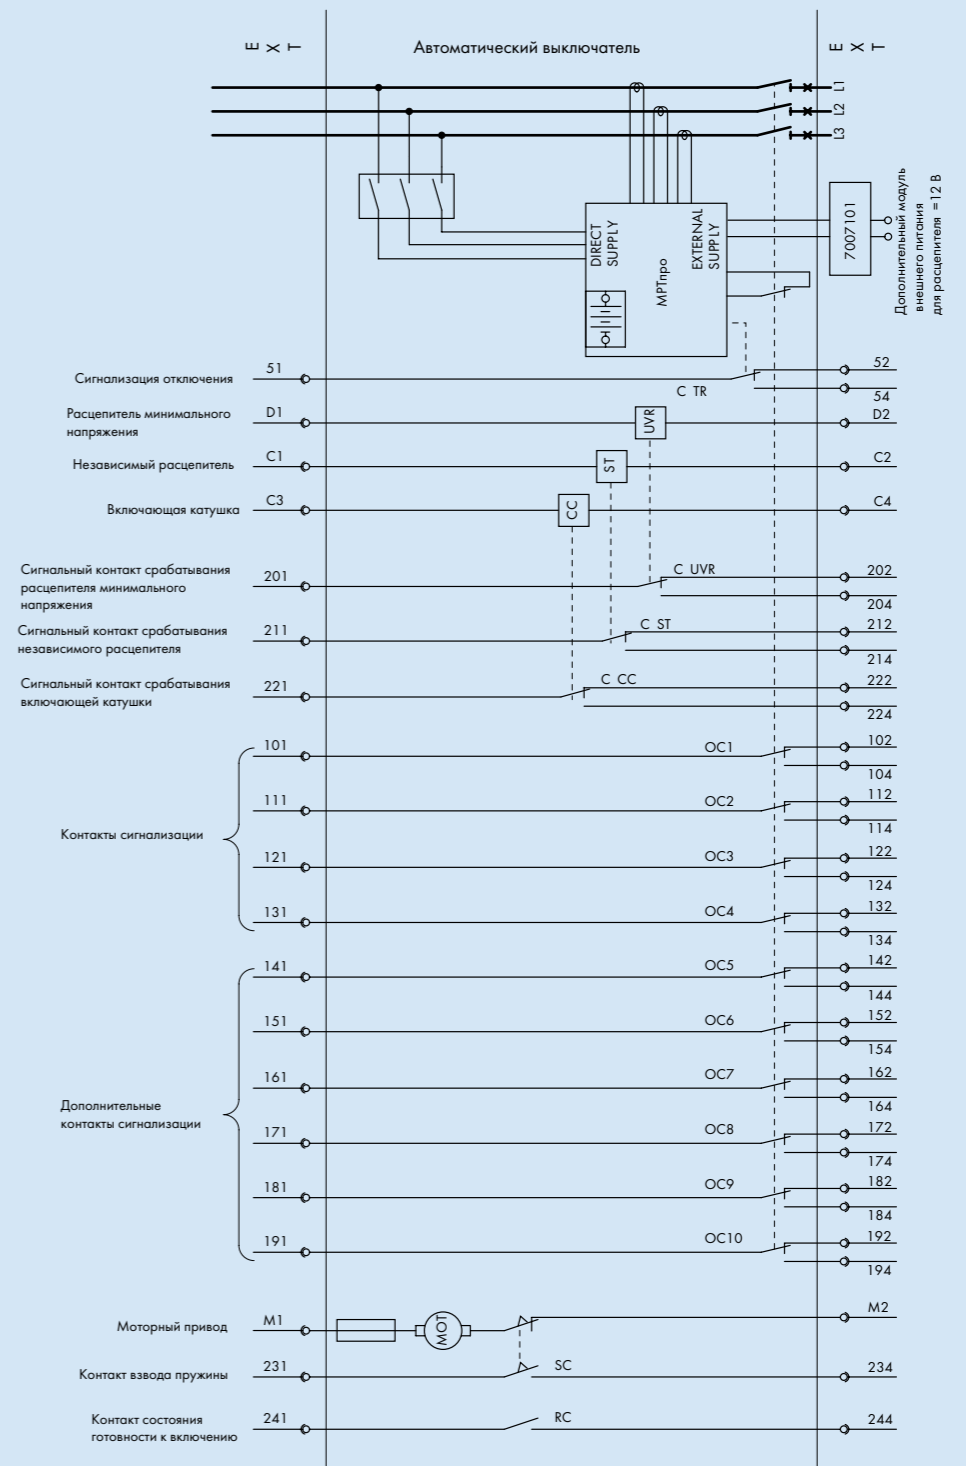 EXT
Автоматический выключатель
EXT
L1
L2
L3
DIRECT
SUPPLY
МРТпро
EXTERNAL
SUPPLY
7007101
Дополнительный модуль
внешнего питания
для расцепителя =12 В
Сигнализация отключения
51
C TR
52
54
Расцепитель минимального
напряжения
D1
UVR
D2
Независимый расцепитель
C1
ST
C2
Включающая катушка
C3
CC
C4
Сигнальный контакт срабатывания
расцепителя минимального
напряжения
201
C UVR
202
204
Сигнальный контакт срабатывания
независимого расцепителя
211
C ST
212
214
Сигнальный контакт срабатывания
включающей катушки
221
C CC
222
224
Контакты сигнализации
101
OC1
102
104
111
OC2
112
114
121
OC3
122
124
131
OC4
132
134
Дополнительные
контакты сигнализации
141
OC5
142
144
151
OC6
152
154
161
OC7
162
164
171
OC8
172
174
181
OC9
182
184
191
OC10
192
194
Моторный привод
M1
MOT
M2
Контакт взвода пружины
231
SC
234
Контакт состояния
готовности к включению
241
RC
244